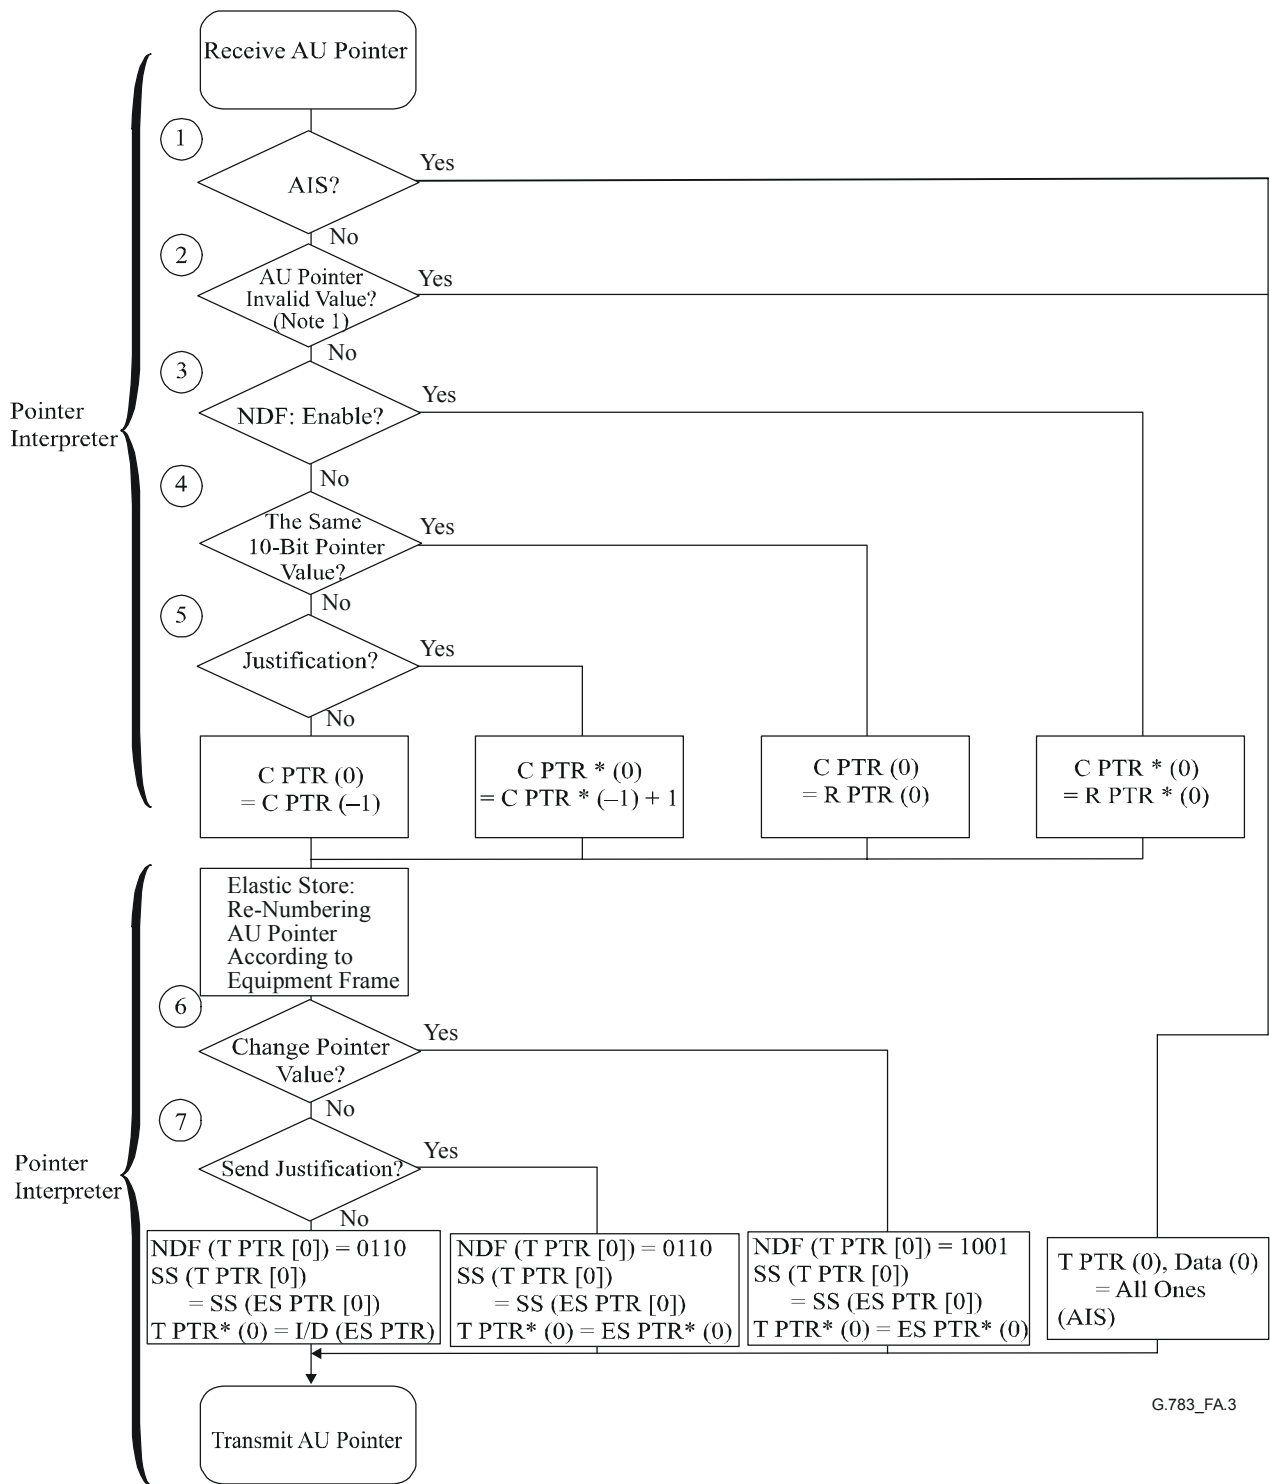 Receive AU Pointer
1
Yes
AIS?
No
2
AU Pointer
Invalid Value?
(Note 1)
Yes
No
3
Yes
NDF: Enable?
Pointer
Interpreter
No
4
The Same
10-Bit Pointer
Value?
Yes
No
5
Yes
Justification?
No
C PTR (0)
= C PTR (–1)
C PTR * (0)
= C PTR * (–1) + 1
C PTR (0)
= R PTR (0)
C PTR * (0)
= R PTR * (0)
Elastic Store:
Re-Numbering
AU Pointer
According to
Equipment Frame
6
Yes
Change Pointer
Value?
No
7
Yes
Send Justification?
Pointer
Interpreter
No
NDF (T PTR [0]) = 0110
SS (T PTR [0])
= SS (ES PTR [0])
T PTR* (0) = I/D (ES PTR)
NDF (T PTR [0]) = 0110
SS (T PTR [0])
= SS (ES PTR [0])
T PTR* (0) = ES PTR* (0)
NDF (T PTR [0]) = 1001
SS (T PTR [0])
= SS (ES PTR [0])
T PTR* (0) = ES PTR* (0)
T PTR (0), Data (0)
= All Ones
(AIS)
G.783_FA.3
Transmit AU Pointer